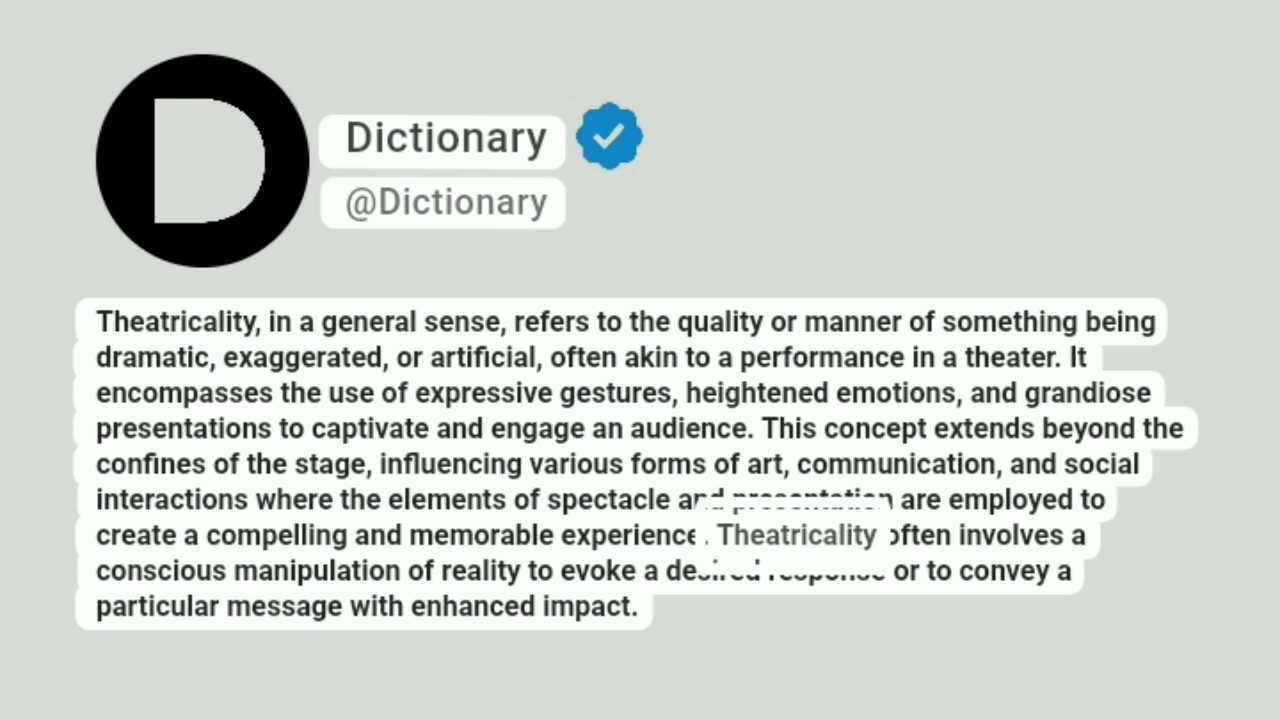 D
Dictionary
@Dictionary
Theatricality, in a general sense, refers to the quality or manner of something being
dramatic, exaggerated, or artificial, often akin to a performance in a theater. It
encompasses the use of expressive gestures, heightened emotions, and grandiose
presentations to captivate and engage an audience. This concept extends beyond the
confines of the stage, influencing various forms of art, communication, and social
interactions where the elements of spectacle and presentation are employed to
create a compelling and memorable experience. Theatricality often involves a
conscious manipulation of reality to evoke a desired response or to convey a
particular message with enhanced impact.